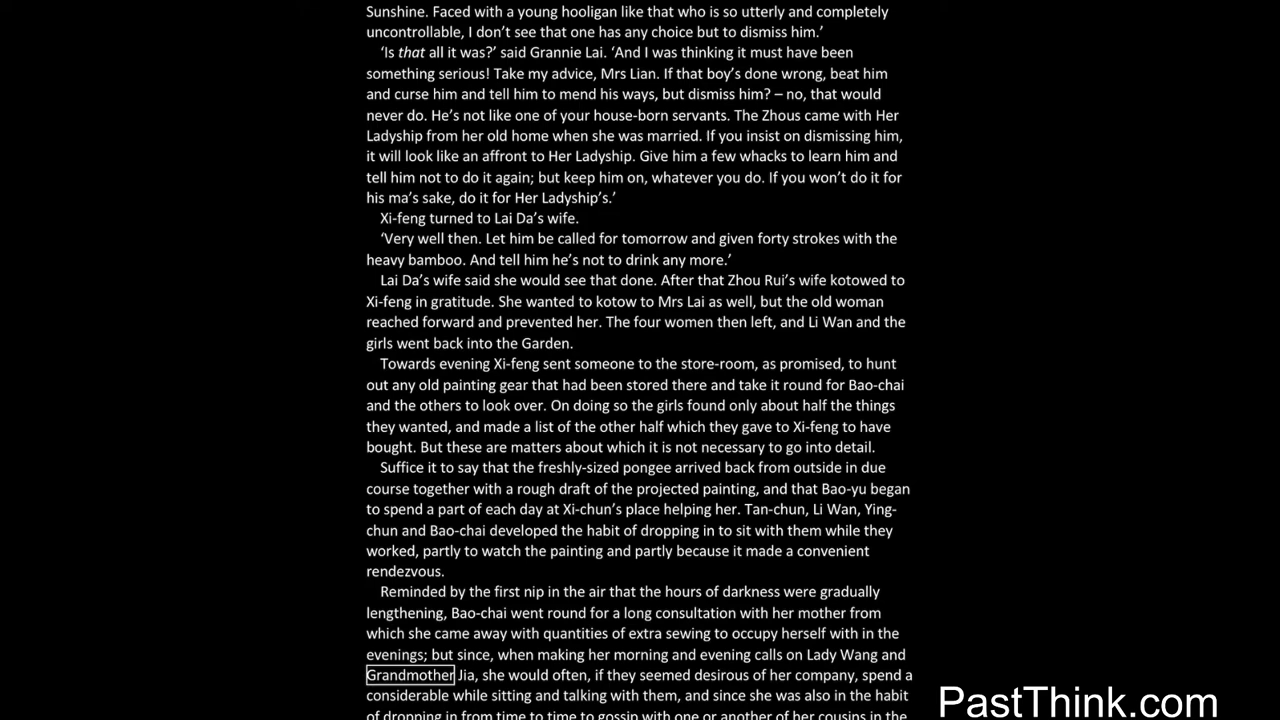 Sunshine. Faced with a young hooligan like that who is so utterly and completely
uncontrollable, I don’t see that one has any choice but to dismiss him.’
‘Is that all it was?’ said Grannie Lai. ‘And I was thinking it must have been
something serious! Take my advice, Mrs Lian. If that boy’s done wrong, beat him
and curse him and tell him to mend his ways, but dismiss him? – no, that would
never do. He’s not like one of your house-born servants. The Zhous came with Her
Ladyship from her old home when she was married. If you insist on dismissing him,
it will look like an affront to Her Ladyship. Give him a few whacks to learn him and
tell him not to do it again; but keep him on, whatever you do. If you won’t do it for
his ma’s sake, do it for Her Ladyship’s.’
Xi-feng turned to Lai Da’s wife.
‘Very well then. Let him be called for tomorrow and given forty strokes with the
heavy bamboo. And tell him he’s not to drink any more.’
Lai Da’s wife said she would see that done. After that Zhou Rui’s wife kotowed to
Xi-feng in gratitude. She wanted to kotow to Mrs Lai as well, but the old woman
reached forward and prevented her. The four women then left, and Li Wan and the
girls went back into the Garden.
Towards evening Xi-feng sent someone to the store-room, as promised, to hunt
out any old painting gear that had been stored there and take it round for Bao-chai
and the others to look over. On doing so the girls found only about half the things
they wanted, and made a list of the other half which they gave to Xi-feng to have
bought. But these are matters about which it is not necessary to go into detail.
Suffice it to say that the freshly-sized pongee arrived back from outside in due
course together with a rough draft of the projected painting, and that Bao-yu began
to spend a part of each day at Xi-chun’s place helping her. Tan-chun, Li Wan, Ying-
chun and Bao-chai developed the habit of dropping in to sit with them while they
worked, partly to watch the painting and partly because it made a convenient
rendezvous.
Reminded by the first nip in the air that the hours of darkness were gradually
lengthening, Bao-chai went round for a long consultation with her mother from
which she came away with quantities of extra sewing to occupy herself with in the
evenings; but since, when making her morning and evening calls on Lady Wang and
Grandmother Jia, she would often, if they seemed desirous of her company, spend a
considerable while sitting and talking with them, and since she was also in the habit
of dropping in from time to time to gossip with one or another of her cousins in the
PastThink.com